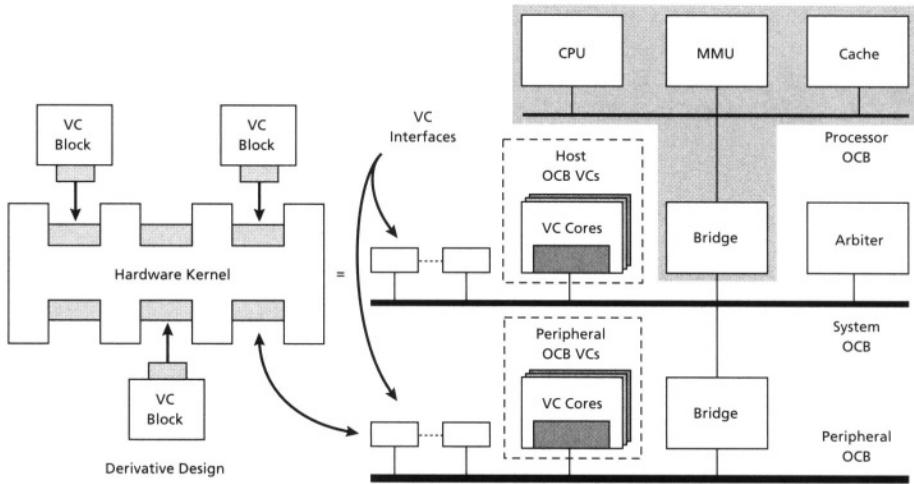 CPU
MMU
Cache
VC
Block
VC
Block
VC
Interfaces
Processor
OCB
Host
OCB VCs
VC Cores
Bridge
Arbiter
Hardware Kernel
=
System
OCB
Peripheral
OCB VCs
VC Cores
Bridge
VC
Block
Peripheral
OCB
Derivative Design